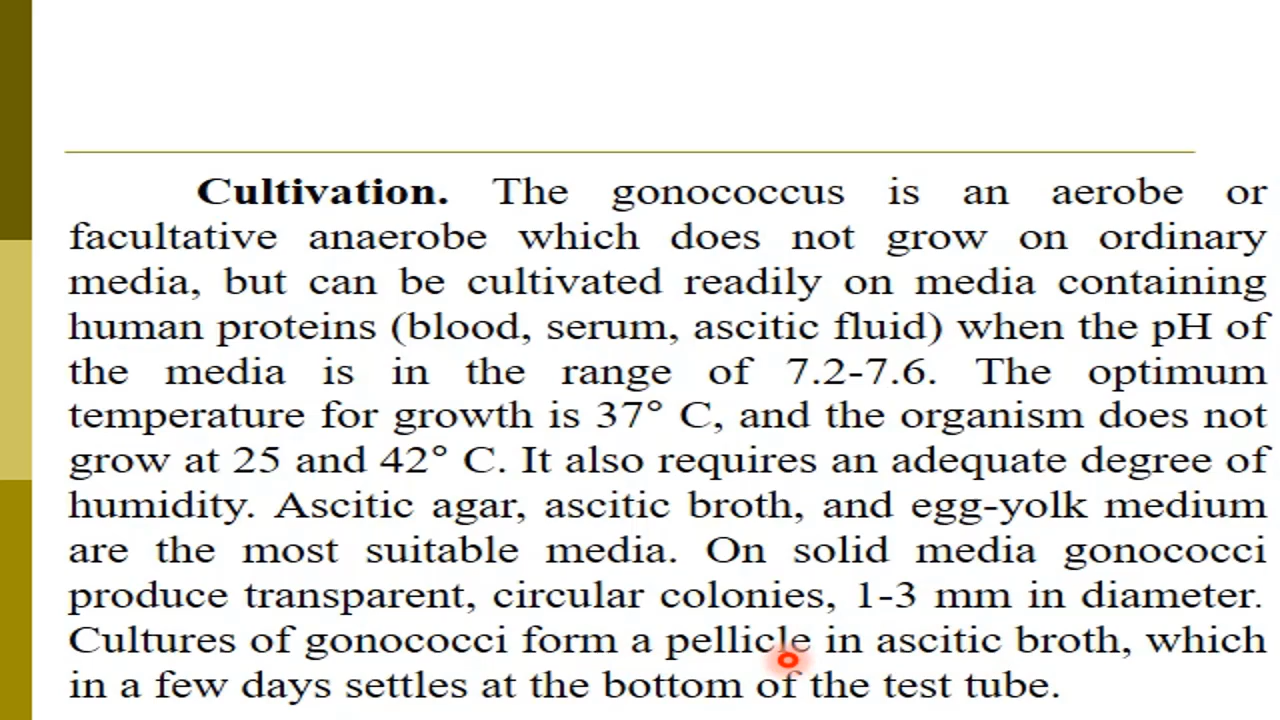 Cultivation. The gonococcus is an aerobe or
facultative anaerobe which does not grow on ordinary
media, but can be cultivated readily on media containing
human proteins (blood, serum, ascitic fluid) when the pH of
the media is in the range of 7.2-7.6. The optimum
temperature for growth is 37° C, and the organism does not
grow at 25 and 42° C. It also requires an adequate degree of
humidity. Ascitic agar, ascitic broth, and egg-yolk medium
are the most suitable media. On solid media gonococci
produce transparent, circular colonies, 1-3 mm in diameter.
Cultures of gonococci form a pellicle in ascitic broth, which
in a few days settles at the bottom of the test tube.